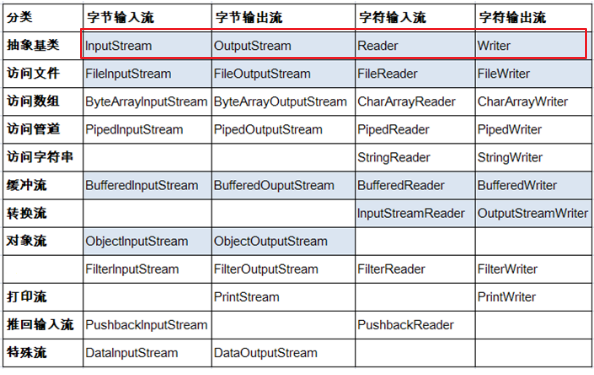 分类 字节输入流 字节输出流 字符输入流 字符输出流
抽象基类 InputStream OutputStream Reader Writer
访问文件 FileInputStream FileOutputStream FileReader FileWriter
访问数组 ByteArrayInputStream ByteArrayOutputStream CharArrayReader CharArrayWriter
访问管道 PipedInputStream PipedOutputStream PipedReader PipedWriter
访问字符串 StringReader StringWriter
缓冲流 BufferedInputStream BufferedOuputStream BufferedReader BufferedWriter
转换流 InputStreamReader OutputStreamWriter
对象流 ObjectInputStream ObjectOutputStream
FilterInputStream FilterOutputStream FilterReader FilterWriter
打印流 PrintStream PrintWriter
推回输入流 PushbackInputStream PushbackReader
特殊流 DataInputStream DataOutputStream